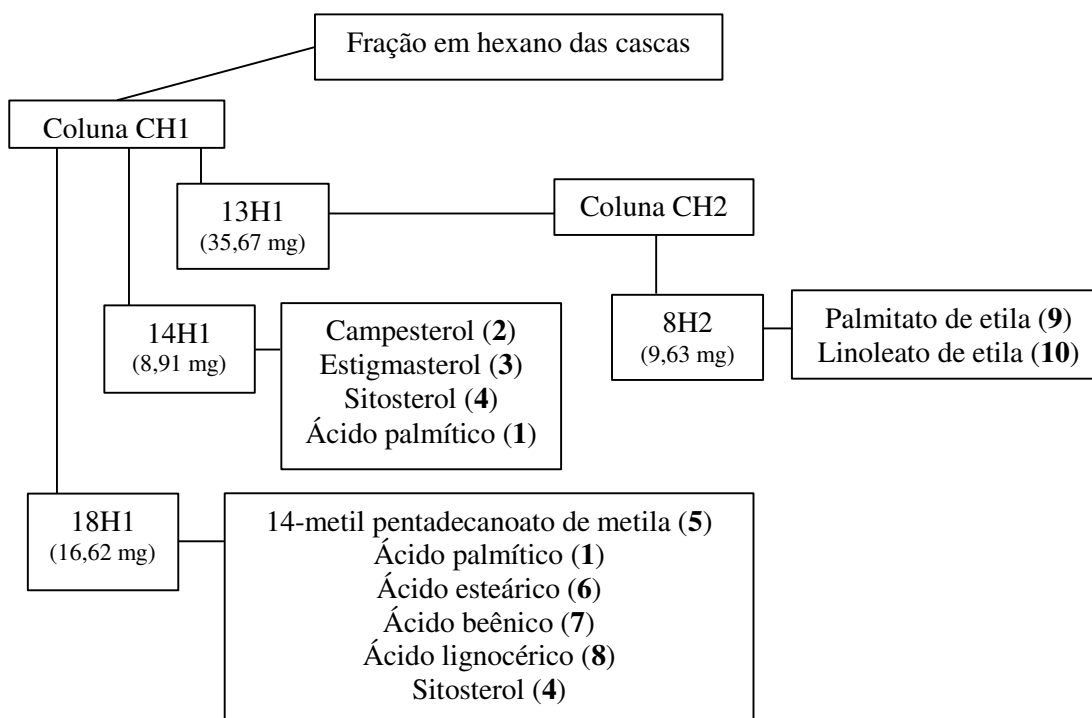 Fração em hexano das cascas
Coluna CH1
13H1
(35,67 mg)
Coluna CH2
14H1
(8,91 mg)
Campesterol (2)
Estigmasterol (3)
Sitosterol (4)
Ácido palmítico (1)
8H2
(9,63 mg)
Palmitato de etila (9)
Linoleato de etila (10)
18H1
(16,62 mg)
14-metil pentadecanoato de metila (5)
Ácido palmítico (1)
Ácido esteárico (6)
Ácido beênico (7)
Ácido lignocérico (8)
Sitosterol (4)